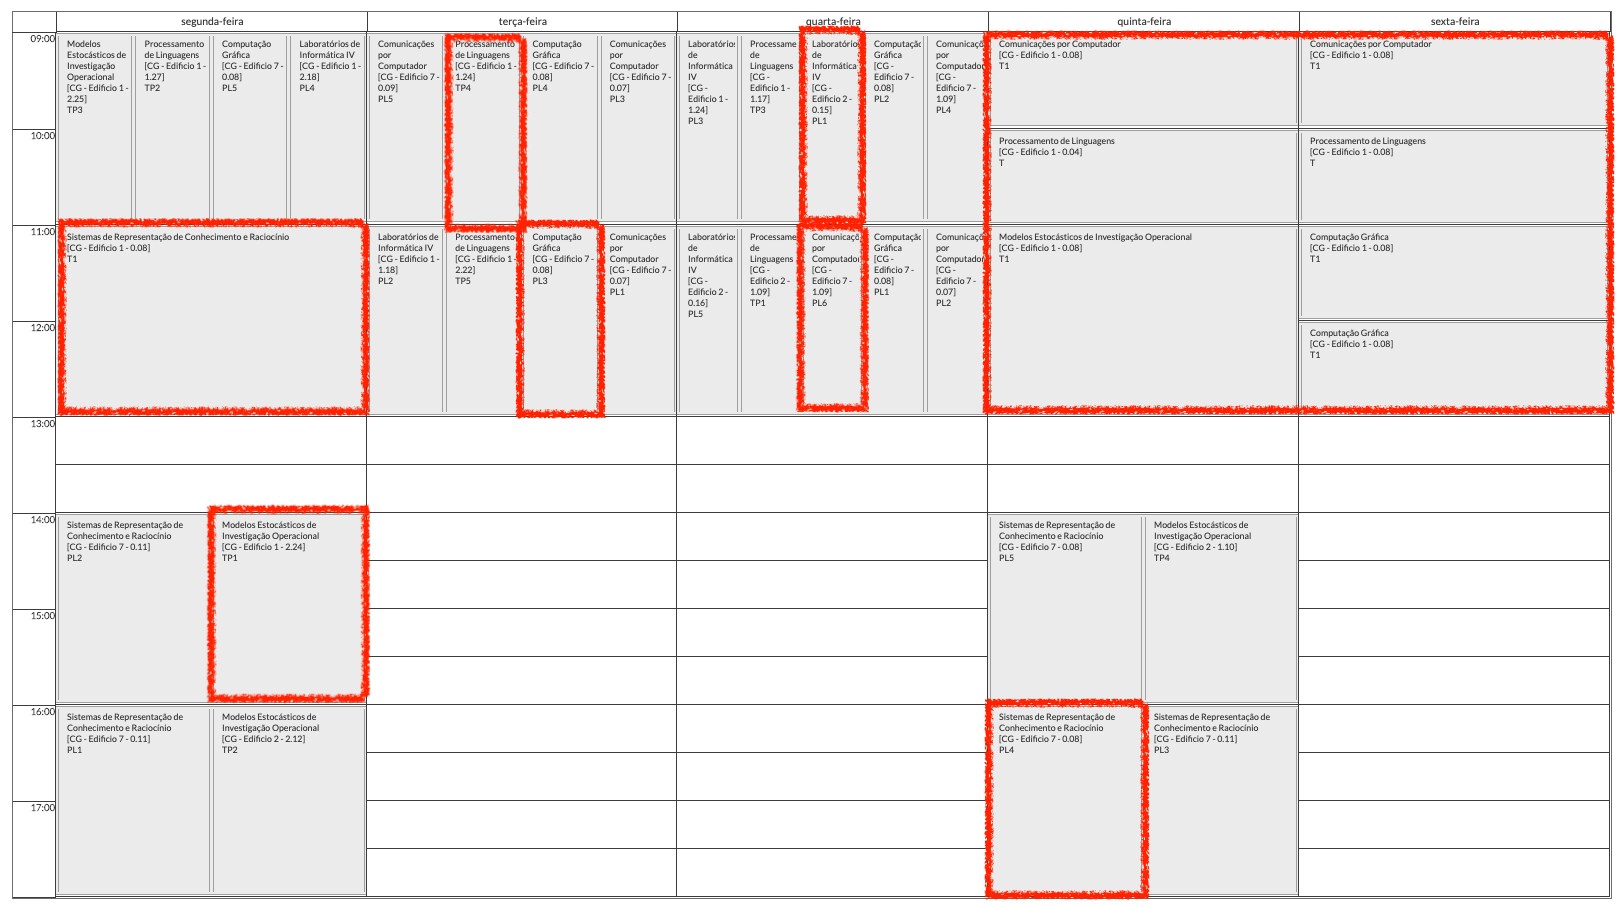 segunda-feira
terça-feira
quarta-feira
quinta-feira
sexta-feira
09:00
Modelos
Estocásticos de
Investigação
Operacional
[CG - Edifício 1 -
2.25]
TP3
Processamento
de Linguagens
[CG - Edifício 1 -
1.27]
TP2
Computação
Gráfica
[CG - Edifício 7 -
0.08]
PL5
Laboratórios de
Informática IV
[CG - Edifício 1 -
2.18]
PL4
Comunicações
por
Computador
[CG - Edifício 7 -
0.09]
PL5
Processamento
de Linguagens
[CG - Edifício 1 -
1.24]
TP4
Computação
Gráfica
[CG - Edifício 7 -
0.08]
PL4
Comunicações
por
Computador
[CG - Edifício 7 -
0.07]
PL3
Laboratórios
de
Informática
IV
[CG -
Edifício 1 -
1.24]
PL3
Processame
de
Linguagens
[CG -
Edifício 1 -
1.17]
TP3
Laboratório
de
Informática
IV
[CG -
Edifício 2 -
0.15]
PL1
Computaçã
Gráfica
[CG -
Edifício 7 -
0.08]
PL2
Comunicaçõ
por
Computador
[CG -
Edifício 7 -
1.09]
PL4
Comunicações por Computador
[CG - Edifício 1 - 0.08]
T1
Comunicações por Computador
[CG - Edifício 1 - 0.08]
T1
10:00
Processamento de Linguagens
[CG - Edifício 1 - 0.04]
T
Processamento de Linguagens
[CG - Edifício 1 - 0.08]
T
11:00
Sistemas de Representação de Conhecimento e Raciocínio
[CG - Edifício 1 - 0.08]
T1
Laboratórios de
Informática IV
[CG - Edifício 1 -
1.18]
PL2
Processamento
de Linguagens
[CG - Edifício 1 -
2.22]
TP5
Computação
Gráfica
[CG - Edifício 7 -
0.08]
PL3
Comunicações
por
Computador
[CG - Edifício 7 -
0.07]
PL1
Laboratórios
de
Informática
IV
[CG -
Edifício 2 -
0.16]
PL5
Processame
de
Linguagens
[CG -
Edifício 2 -
1.09]
TP1
Comunicaçõ
por
Computador
[CG -
Edifício 7 -
1.09]
PL6
Computaçã
Gráfica
[CG -
Edifício 7 -
0.08]
PL1
Comunicaçõ
por
Computador
[CG -
Edifício 7 -
0.07]
PL2
Modelos Estocásticos de Investigação Operacional
[CG - Edifício 1 - 0.08]
T1
Computação Gráfica
[CG - Edifício 1 - 0.08]
T1
12:00
Computação Gráfica
[CG - Edifício 1 - 0.08]
T1
13:00
14:00
Sistemas de Representação de
Conhecimento e Raciocínio
[CG - Edifício 7 - 0.11]
PL2
Modelos Estocásticos de
Investigação Operacional
[CG - Edifício 1 - 2.24]
TP1
Sistemas de Representação de
Conhecimento e Raciocínio
[CG - Edifício 7 - 0.08]
PL5
Modelos Estocásticos de
Investigação Operacional
[CG - Edifício 2 - 1.10]
TP4
15:00
16:00
Sistemas de Representação de
Conhecimento e Raciocínio
[CG - Edifício 7 - 0.11]
PL1
Modelos Estocásticos de
Investigação Operacional
[CG - Edifício 2 - 2.12]
TP2
Sistemas de Representação de
Conhecimento e Raciocínio
[CG - Edifício 7 - 0.08]
PL4
Sistemas de Representação de
Conhecimento e Raciocínio
[CG - Edifício 7 - 0.11]
PL3
17:00